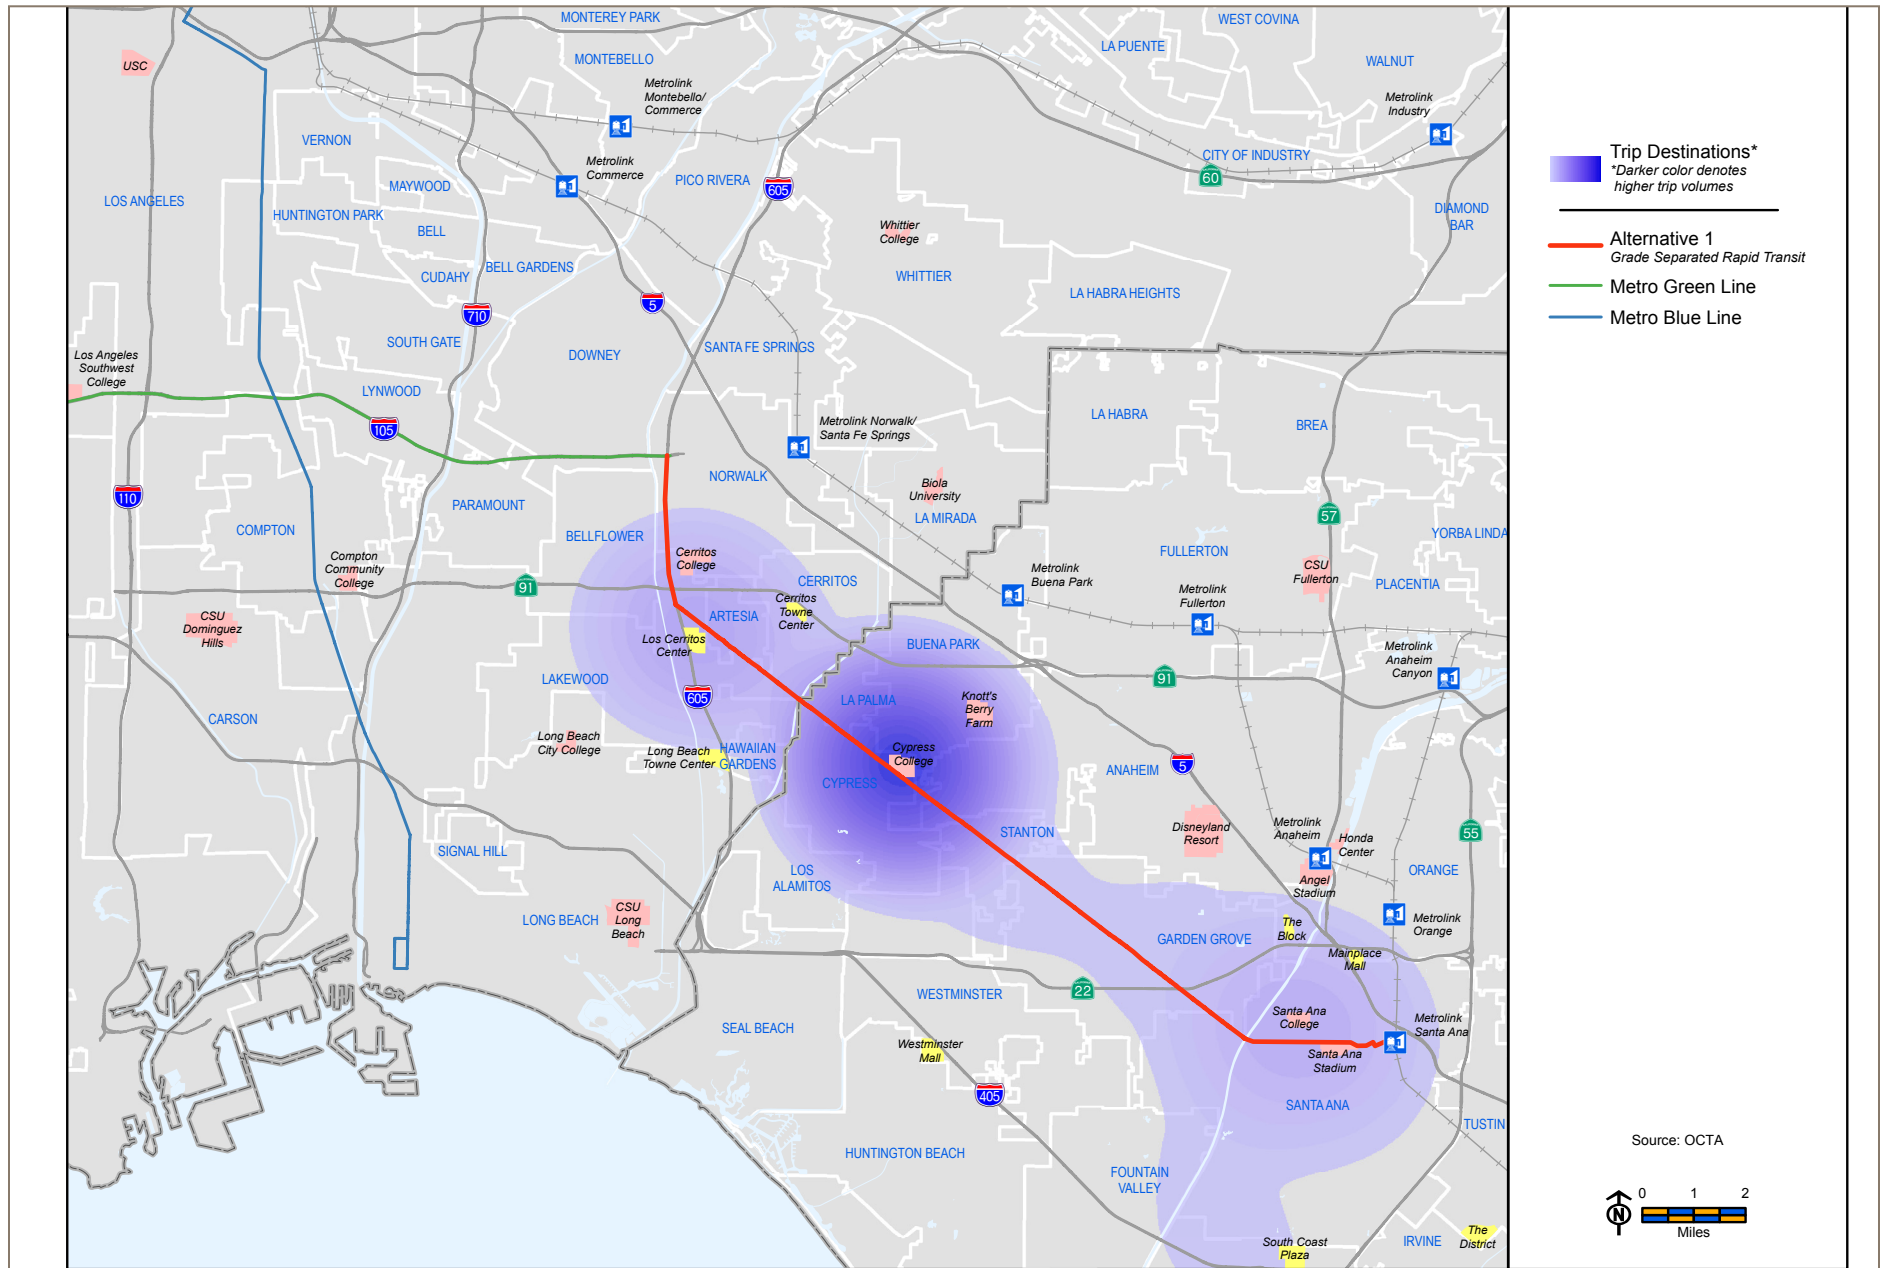 MONTEREY PARK
WEST COVINA
LA PUENTE
WALNUT
MONTEBELLO
USC
Metrolink
Montebello/
Commerce
Metrolink
Industry
VERNON
CITY OF INDUSTRY
60
Metrolink
Commerce
PICO RIVERA
605
MAYWOOD
LOS ANGELES
HUNTINGTON PARK
BELL
DIAMOND
BAR
Whittier
College
BELL GARDENS
CUDAHY
WHITTIER
LA HABRA HEIGHTS
5
710
SOUTH GATE
DOWNEY
SANTA FE SPRINGS
Los Angeles
Southwest
College
LYNWOOD
105
Metrolink Norwalk/
Santa Fe Springs
LA HABRA
BREA
NORWALK
110
PARAMOUNT
Biola
University
LA MIRADA
57
COMPTON
BELLFLOWER
YORBA LINDA
FULLERTON
Compton
Community
College
Cerritos
College
91
CERRITOS
Metrolink
Buena Park
CSU
Fullerton
PLACENTIA
Metrolink
Fullerton
CSU
Dominguez
Hills
Cerritos
Towne
Center
ARTESIA
Los Cerritos
Center
BUENA PARK
Metrolink
Anaheim
Canyon
91
LAKEWOOD
605
LA PALMA
Knott's
Berry
Farm
CARSON
Long Beach
City College
Long Beach
Towne Center
HAWAIIAN
GARDENS
Cypress
College
CYPRESS
ANAHEIM
5
STANTON
Disneyland
Resort
Metrolink
Anaheim
Honda
Center
55
SIGNAL HILL
LOS
ALAMITOS
Angel
Stadium
ORANGE
LONG BEACH
CSU
Long
Beach
The
Block
Metrolink
Orange
GARDEN GROVE
Mainplace
Mall
22
WESTMINSTER
SEAL BEACH
Santa Ana
College
Metrolink
Santa Ana
Westminster
Mall
Santa Ana
Stadium
405
SANTA ANA
TUSTIN
HUNTINGTON BEACH
FOUNTAIN
VALLEY
South Coast
Plaza
IRVINE
The
District
Trip Destinations*
*Darker color denotes
higher trip volumes
Alternative 1
Grade Separated Rapid Transit
Metro Green Line
Metro Blue Line
Source: OCTA
N
0 1 2
Miles